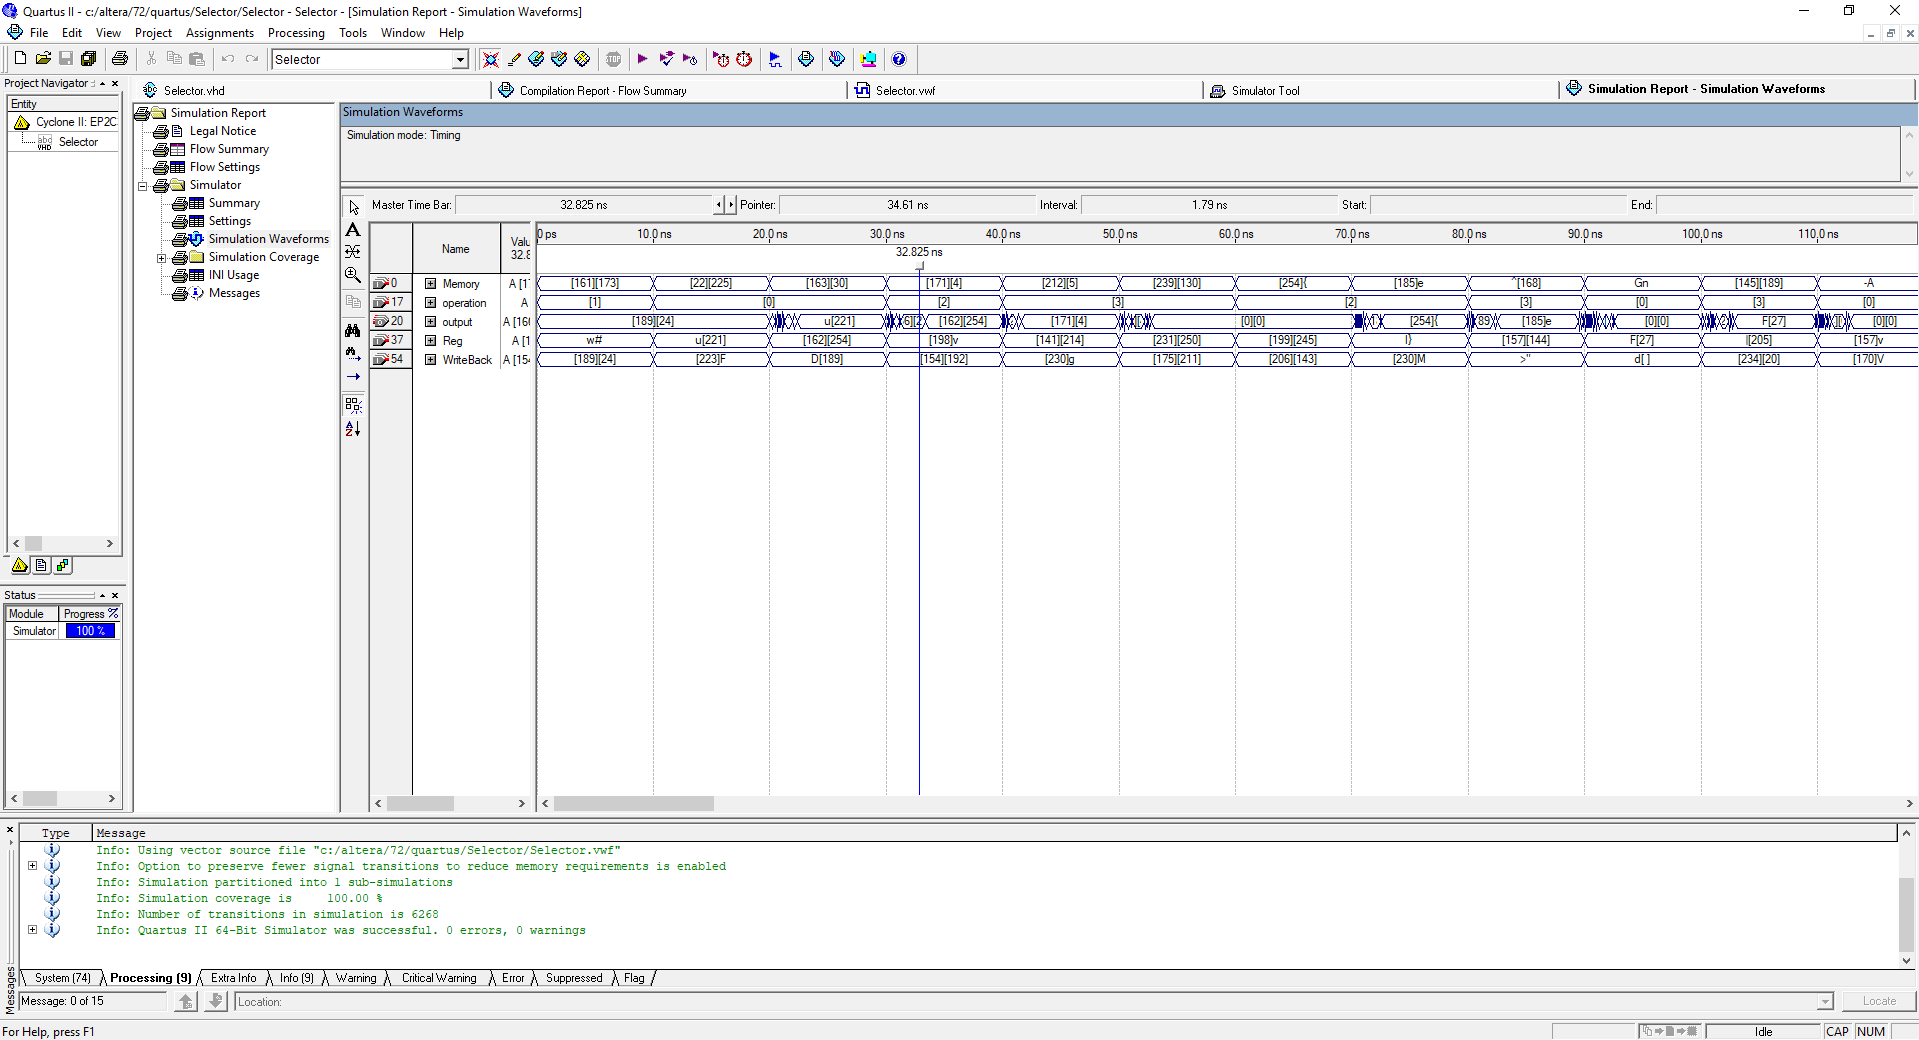 Quartus II - c:/altera/72/quartus/Selector/Selector - Selector - [Simulation Report - Simulation Waveforms]
File Edit View Project Assignments Processing Tools Window Help
Selector
Project Navigator
Selector.vhd Compilation Report - Flow Summary Selector.vwf Simulator Tool Simulation Report - Simulation Waveforms
Entity
Cyclone II: EP2C
Selector
Simulation Report
Legal Notice
Flow Summary
Flow Settings
Simulator
Summary
Settings
Simulation Waveforms
Simulation Coverage
INI Usage
Messages
Simulation Waveforms
Simulation mode: Timing
Master Time Bar: 32.825 ns Pointer: 34.61 ns Interval: 1.79 ns Start: End:
Name Valu 32.8
0 ps 10.0 ns 20.0 ns 30.0 ns 40.0 ns 50.0 ns 60.0 ns 70.0 ns 80.0 ns 90.0 ns 100.0 ns 110.0 ns
32.825 ns
0 Memory A [1 [161][173] [22][225] [163][30] [171][4] [212][5] [239][130] [254]{ [185]e ^[168] Gn [145][189] -A
17 operation A [1] [0] [2] [3] [2] [3] [0] [3] [0]
20 output A [16 [189][24] u[221] 6][2 [162][254] [171][4] [0][0] [254]{ 89 [185]e [0][0] F[27] [0][0]
37 Reg A [1 w# u[221] [162][254] [198]v [141][214] [231][250] [199][245] I} [157][144] F[27] I[205] [157]v
54 WriteBack A [154 [189][24] [223]F D[189] [154][192] [230]g [175][211] [206][143] [230]M >" d[ ] [234][20] [170]V
Status
Module Progress %
Simulator 100 %
Type Message
Info: Using vector source file "c:/altera/72/quartus/Selector/Selector.vwf"
Info: Option to preserve fewer signal transitions to reduce memory requirements is enabled
Info: Simulation partitioned into 1 sub-simulations
Info: Simulation coverage is 100.00 %
Info: Number of transitions in simulation is 6268
Info: Quartus II 64-Bit Simulator was successful. 0 errors, 0 warnings
System (74) Processing (9) Extra Info Info (9) Warning Critical Warning Error Suppressed Flag
Messages
Message: 0 of 15 Location: Locate
For Help, press F1 Idle CAP NUM